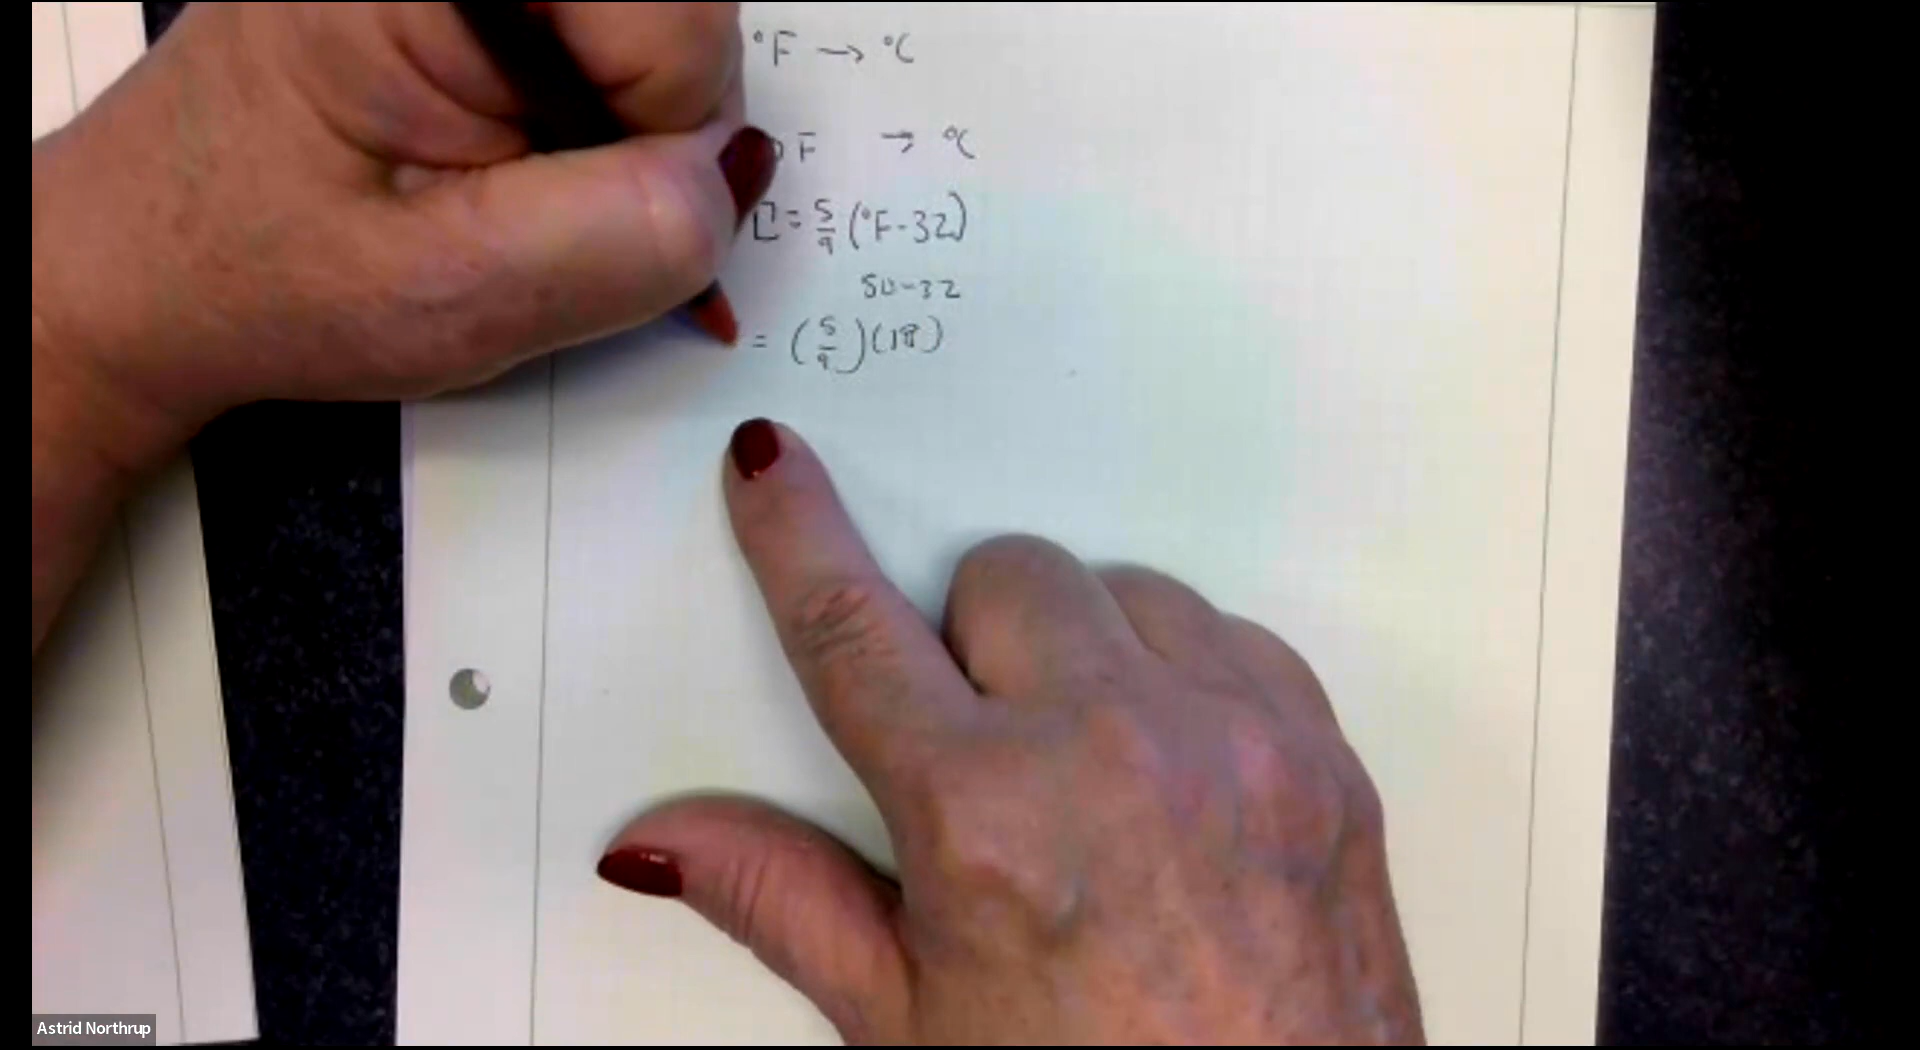 °F → °C
F → °C
C = 5/9 (°F - 32)
50-32
= (5/9)(18)
Astrid Northrup